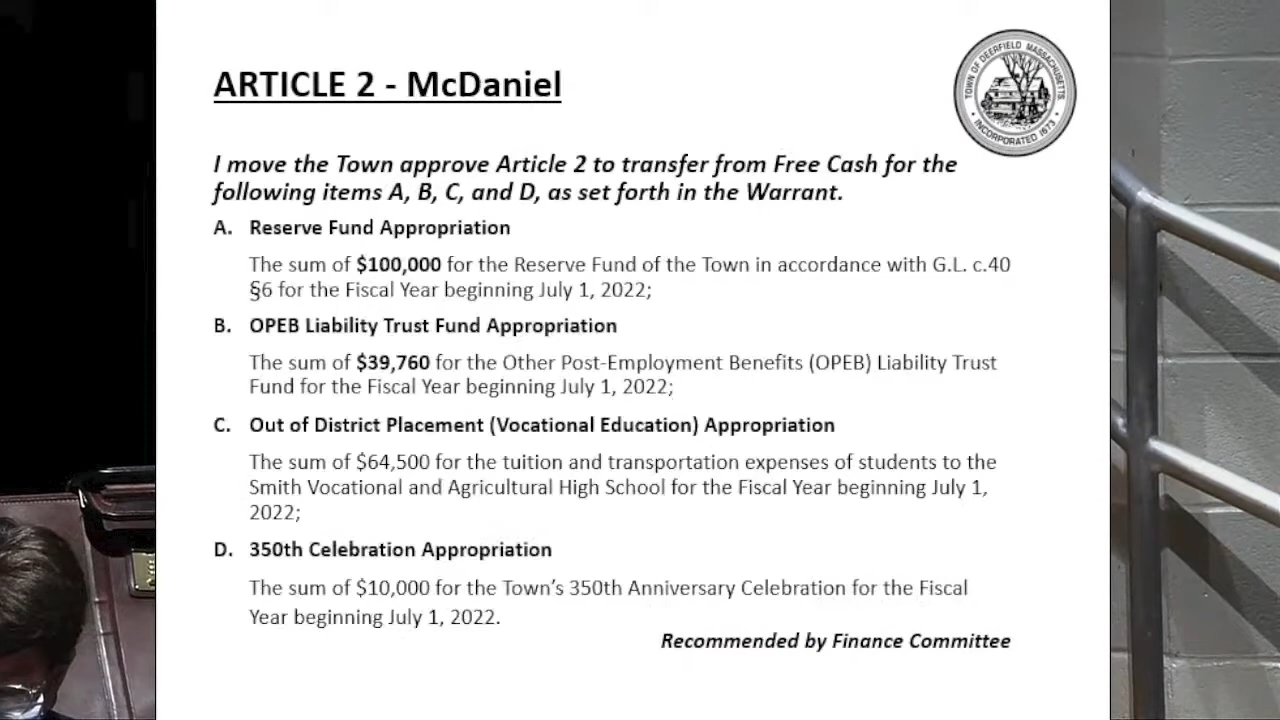 ARTICLE 2 - McDaniel
TOWN OF DEERFIELD MASSACHUSETTS
INCORPORATED 1673
I move the Town approve Article 2 to transfer from Free Cash for the
following items A, B, C, and D, as set forth in the Warrant.
A. Reserve Fund Appropriation
The sum of $100,000 for the Reserve Fund of the Town in accordance with G.L. c.40
§6 for the Fiscal Year beginning July 1, 2022;
B. OPEB Liability Trust Fund Appropriation
The sum of $39,760 for the Other Post-Employment Benefits (OPEB) Liability Trust
Fund for the Fiscal Year beginning July 1, 2022;
C. Out of District Placement (Vocational Education) Appropriation
The sum of $64,500 for the tuition and transportation expenses of students to the
Smith Vocational and Agricultural High School for the Fiscal Year beginning July 1,
2022;
D. 350th Celebration Appropriation
The sum of $10,000 for the Town’s 350th Anniversary Celebration for the Fiscal
Year beginning July 1, 2022.
Recommended by Finance Committee